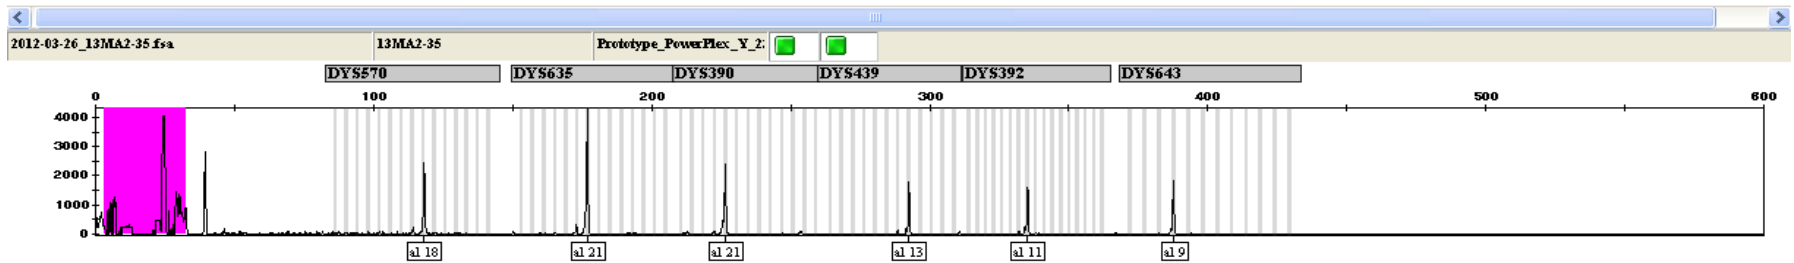 2012-03-26_13MA2-35.fsa 13MA2-35 Prototype_PowerPlex_Y_2:
DYS570 DYS635 DYS390 DYS439 DYS392 DYS643
0 100 200 300 400 500 600
4000
3000
2000
1000
0
al 18 al 21 al 21 al 13 al 11 al 9